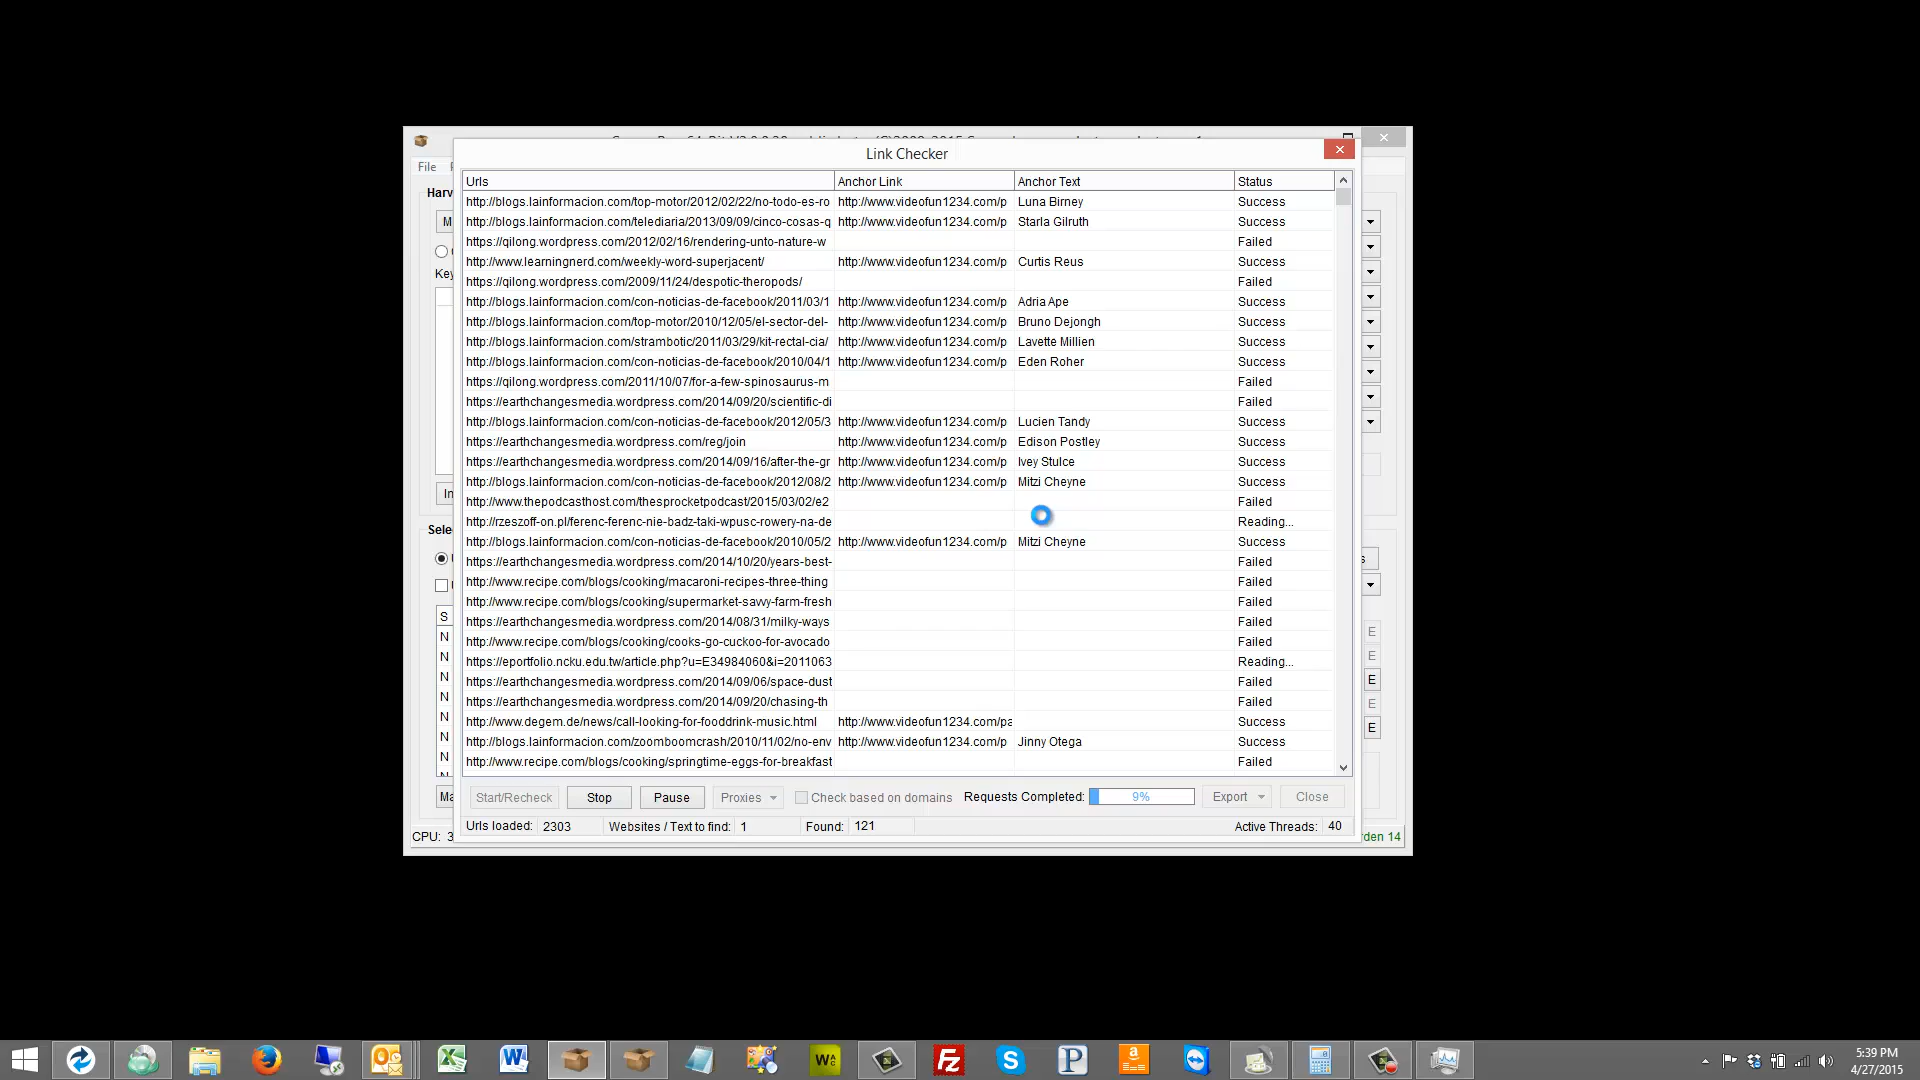 Link Checker
File
Harv
Key
Sele
Urls Anchor Link Anchor Text Status
http://blogs.lainformacion.com/top-motor/2012/02/22/no-todo-es-ro http://www.videofun1234.com/p Luna Birney Success
http://blogs.lainformacion.com/telediaria/2013/09/09/cinco-cosas-q http://www.videofun1234.com/p Starla Gilruth Success
https://qilong.wordpress.com/2012/02/16/rendering-unto-nature-w Failed
http://www.learningnerd.com/weekly-word-superjacent/ http://www.videofun1234.com/p Curtis Reus Success
https://qilong.wordpress.com/2009/11/24/despotic-theropods/ Failed
http://blogs.lainformacion.com/con-noticias-de-facebook/2011/03/1 http://www.videofun1234.com/p Adria Ape Success
http://blogs.lainformacion.com/top-motor/2010/12/05/el-sector-del- http://www.videofun1234.com/p Bruno Dejongh Success
http://blogs.lainformacion.com/strambotic/2011/03/29/kit-rectal-cia/ http://www.videofun1234.com/p Lavette Millien Success
http://blogs.lainformacion.com/con-noticias-de-facebook/2010/04/1 http://www.videofun1234.com/p Eden Roher Success
https://qilong.wordpress.com/2011/10/07/for-a-few-spinosaurus-m Failed
https://earthchangesmedia.wordpress.com/2014/09/20/scientific-di Failed
http://blogs.lainformacion.com/con-noticias-de-facebook/2012/05/3 http://www.videofun1234.com/p Lucien Tandy Success
https://earthchangesmedia.wordpress.com/reg/join http://www.videofun1234.com/p Edison Postley Success
https://earthchangesmedia.wordpress.com/2014/09/16/after-the-gr http://www.videofun1234.com/p Ivey Stulce Success
http://blogs.lainformacion.com/con-noticias-de-facebook/2012/08/2 http://www.videofun1234.com/p Mitzi Cheyne Success
http://www.thepodcasthost.com/thesprocketpodcast/2015/03/02/e2 Failed
http://rzeszoff-on.pl/ferenc-ferenc-nie-badz-taki-wpusc-rowery-na-de Reading...
http://blogs.lainformacion.com/con-noticias-de-facebook/2010/05/2 http://www.videofun1234.com/p Mitzi Cheyne Success
https://earthchangesmedia.wordpress.com/2014/10/20/years-best- Failed
http://www.recipe.com/blogs/cooking/macaroni-recipes-three-thing Failed
http://www.recipe.com/blogs/cooking/supermarket-savvy-farm-fresh Failed
https://earthchangesmedia.wordpress.com/2014/08/31/milky-ways Failed
http://www.recipe.com/blogs/cooking/cooks-go-cuckoo-for-avocado Failed
https://eportfolio.ncku.edu.tw/article.php?u=E34984060&i=2011063 Reading...
https://earthchangesmedia.wordpress.com/2014/09/06/space-dust Failed
https://earthchangesmedia.wordpress.com/2014/09/20/chasing-th Failed
http://www.degem.de/news/call-looking-for-fooddrink-music.html http://www.videofun1234.com/pa Success
http://blogs.lainformacion.com/zoomboomcrash/2010/11/02/no-env http://www.videofun1234.com/p Jinny Otega Success
http://www.recipe.com/blogs/cooking/springtime-eggs-for-breakfast Failed
Start/Recheck Stop Pause Proxies Check based on domains Requests Completed: 9% Export Close
Urls loaded: 2303 Websites / Text to find: 1 Found: 121 Active Threads: 40
CPU: 3 rden 14
S
N
N
N
N
N
N
N
E
E
E
E
E
5:39 PM
4/27/2015